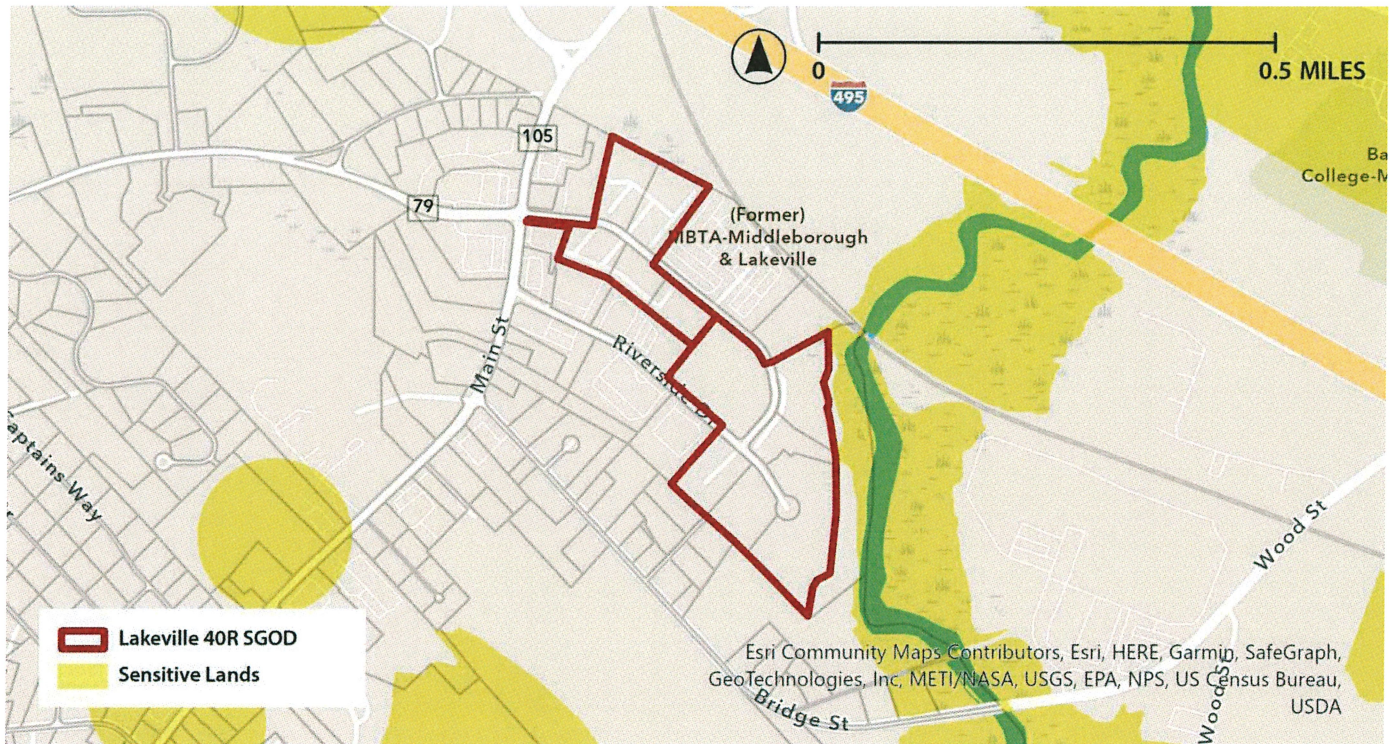 0
0.5 MILES
495
105
79
Ba
College-M
(Former)
MBTA-Middleborough
& Lakeville
Main St
Riverside Dr
Captains Way
Wood St
Lakeville 40R SGOD
Sensitive Lands
Esri Community Maps Contributors, Esri, HERE, Garmin, SafeGraph,
GeoTechnologies, Inc, METI/NASA, USGS, EPA, NPS, US Census Bureau,
USDA
Bridge St
Wood St